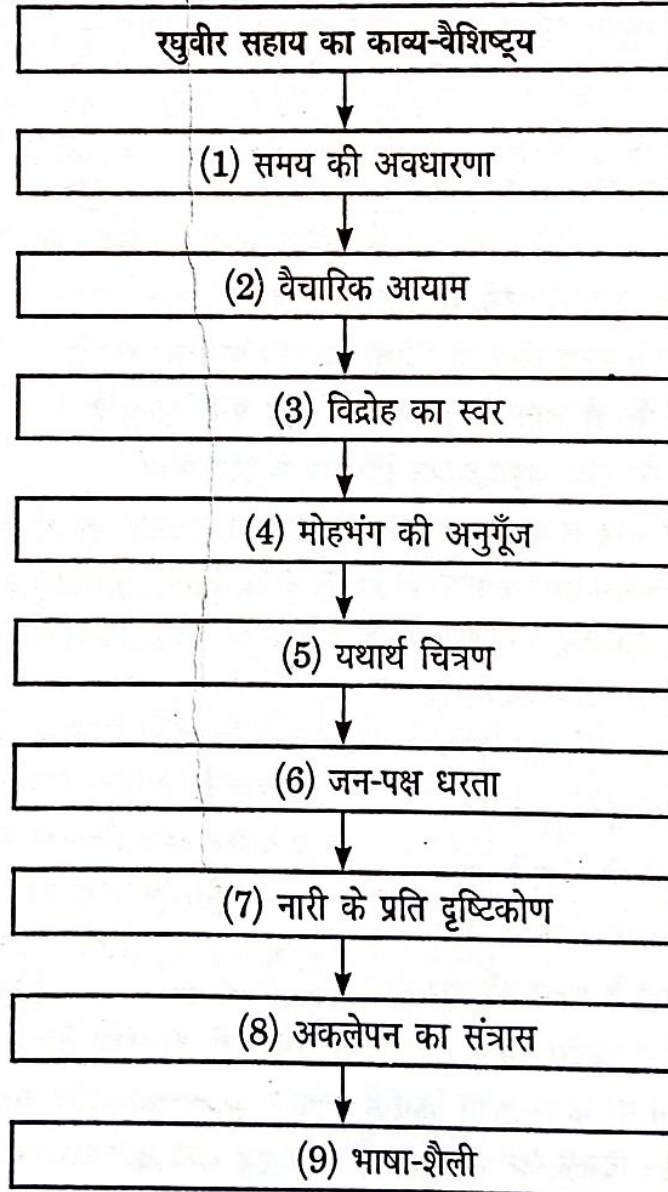 रघुवीर सहाय का काव्य-वैशिष्ट्य
(1) समय की अवधारणा
(2) वैचारिक आयाम
(3) विद्रोह का स्वर
(4) मोहभंग की अनुगूँज
(5) यथार्थ चित्रण
(6) जन-पक्ष धरता
(7) नारी के प्रति दृष्टिकोण
(8) अकलेपन का संत्रास
(9) भाषा-शैली